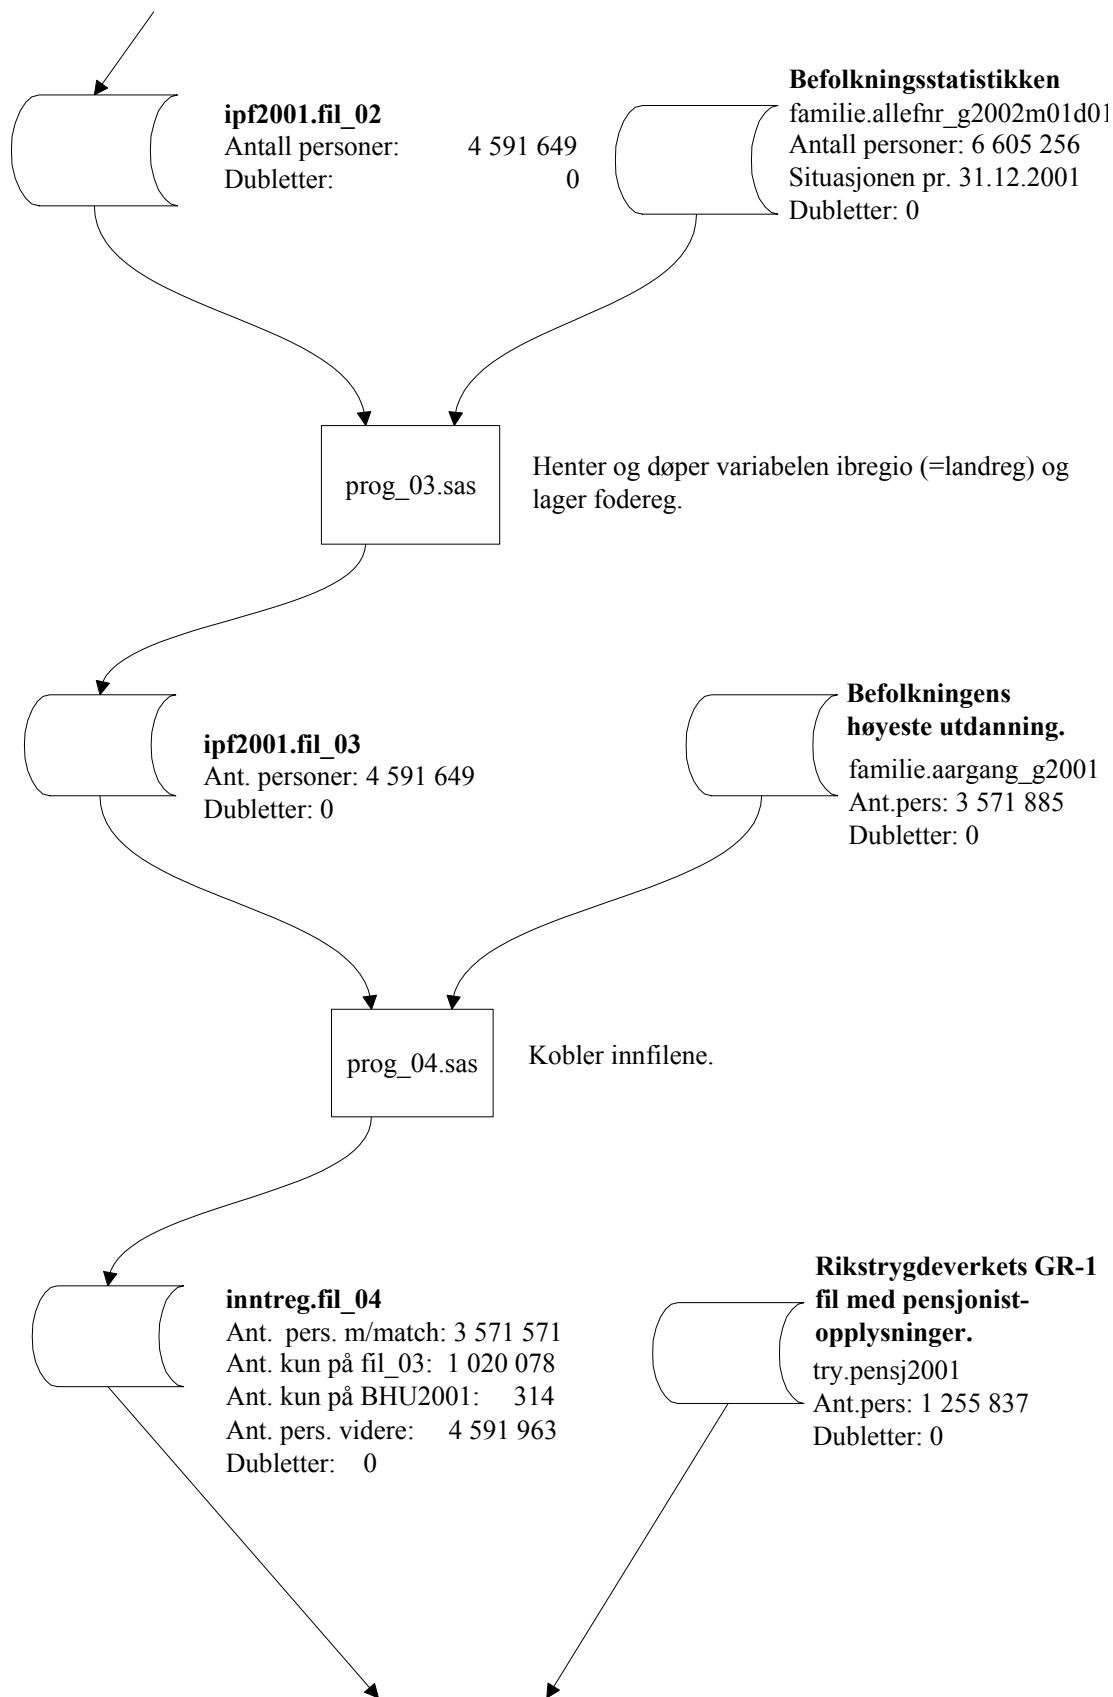 ipf2001.fil_02
Antall personer: 4 591 649
Dubletter: 0
Befolkningsstatistikken
familie.allefnr_g2002m01d01
Antall personer: 6 605 256
Situasjonen pr. 31.12.2001
Dubletter: 0
prog_03.sas
Henter og døper variabelen ibregio (=landreg) og
lager fodereg.
ipf2001.fil_03
Ant. personer: 4 591 649
Dubletter: 0
Befolkningens
høyeste utdanning.
familie.aargang_g2001
Ant.pers: 3 571 885
Dubletter: 0
prog_04.sas
Kobler innfilene.
inntreg.fil_04
Ant. pers. m/match: 3 571 571
Ant. kun på fil_03: 1 020 078
Ant. kun på BHU2001: 314
Ant. pers. videre: 4 591 963
Dubletter: 0
Rikstrygdeverkets GR-1
fil med pensjonist-
opplysninger.
try.pensj2001
Ant.pers: 1 255 837
Dubletter: 0